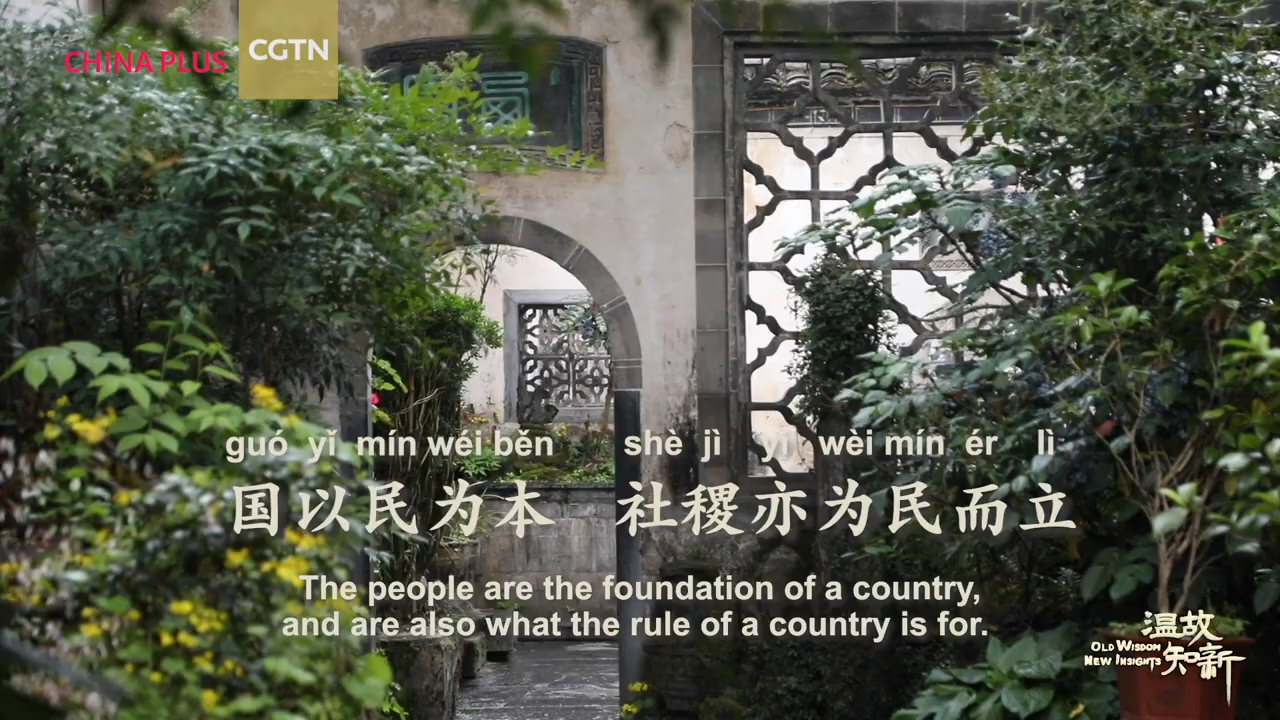 CHINA PLUS
CGTN
guó yǐ mín wéi běn shè jì yì wèi mín ér lì
国以民为本 社稷亦为民而立
The people are the foundation of a country,
and are also what the rule of a country is for.
温故
OLD WISDOM
NEW INSIGHTS
知新